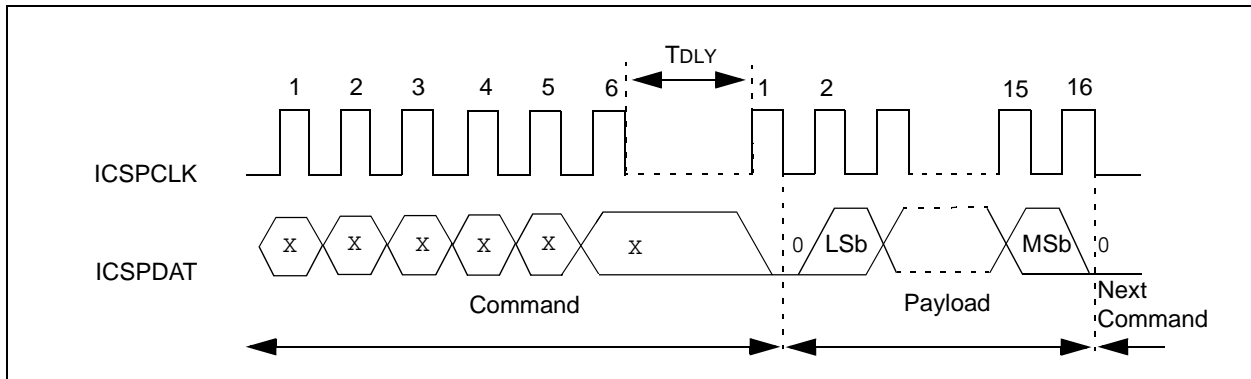 TDLY
1 2 3 4 5 6 1 2 15 16
ICSPCLK
ICSPDAT
X X X X X X 0 LSb MSb 0
Command
Payload
Next
Command